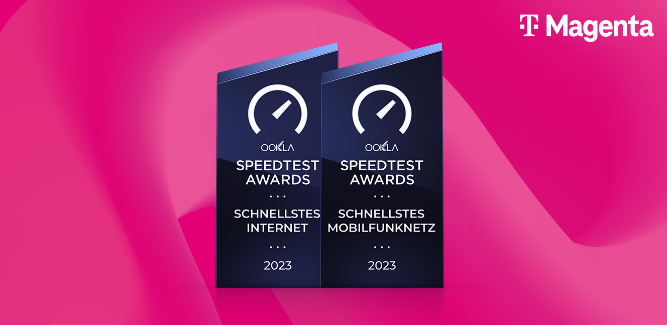 T Magenta
OOKLA
SPEEDTEST
AWARDS
...
SCHNELLSTES
INTERNET
...
2023
OOKLA
SPEEDTEST
AWARDS
...
SCHNELLSTES
MOBILFUNKNETZ
...
2023